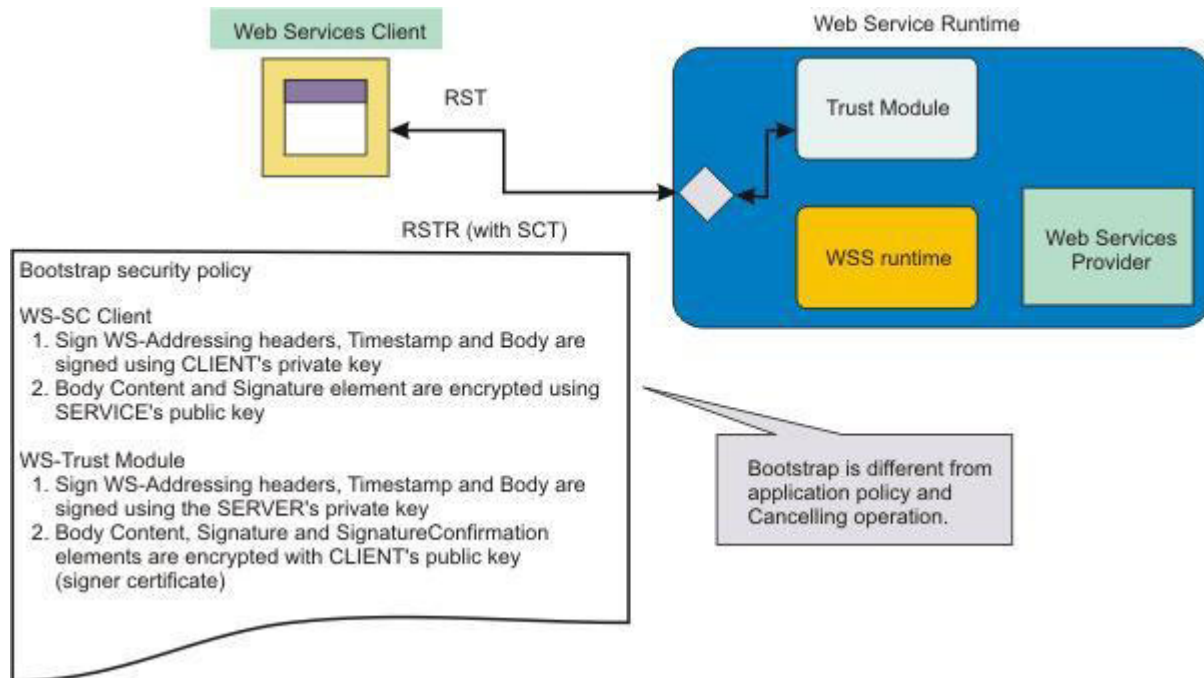 Web Services Client
Web Service Runtime
RST
Trust Module
RSTR (with SCT)
WSS runtime
Web Services
Provider
Bootstrap security policy
WS-SC Client
1. Sign WS-Addressing headers, Timestamp and Body are
signed using CLIENT's private key
2. Body Content and Signature element are encrypted using
SERVICE's public key
WS-Trust Module
1. Sign WS-Addressing headers, Timestamp and Body are
signed using the SERVER's private key
2. Body Content, Signature and SignatureConfirmation
elements are encrypted with CLIENT's public key
(signer certificate)
Bootstrap is different from
application policy and
Cancelling operation.